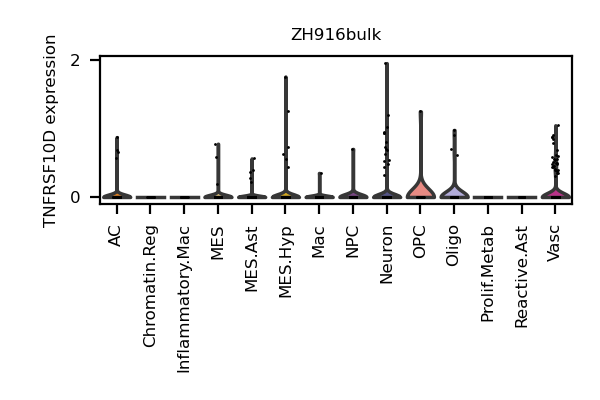 ZH916bulk
TNFRSF10D expression
2
0
AC
Chromatin.Reg
Inflammatory.Mac
MES
MES.Ast
MES.Hyp
Mac
NPC
Neuron
OPC
Oligo
Prolif.Metab
Reactive.Ast
Vasc